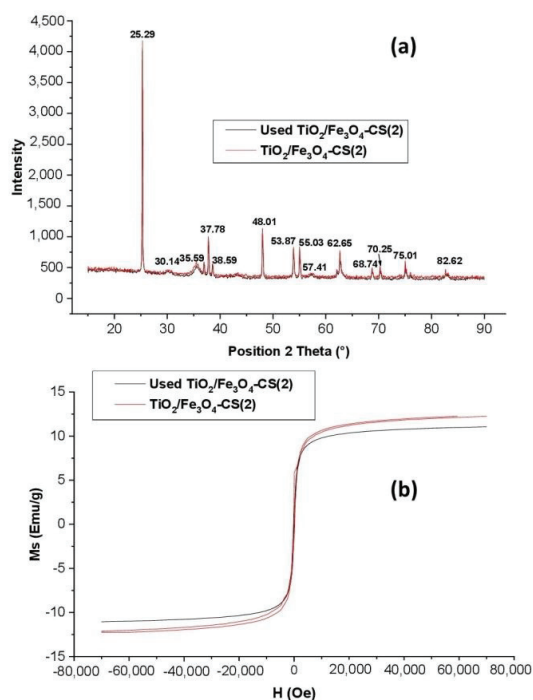 (a)
4,500
4,000
3,500
3,000
2,500
2,000
1,500
1,000
500
0
Intensity
25.29
Used TiO₂/Fe₃O₄-CS(2)
TiO₂/Fe₃O₄-CS(2)
30.14
35.59
37.78
38.59
48.01
53.87
55.03
57.41
62.65
68.74
70.25
75.01
82.62
20 30 40 50 60 70 80 90
Position 2 Theta (°)
Used TiO₂/Fe₃O₄-CS(2)
TiO₂/Fe₃O₄-CS(2)
(b)
15
10
5
0
-5
-10
-15
Ms (Emu/g)
-80,000 -60,000 -40,000 -20,000 0 20,000 40,000 60,000 80,000
H (Oe)